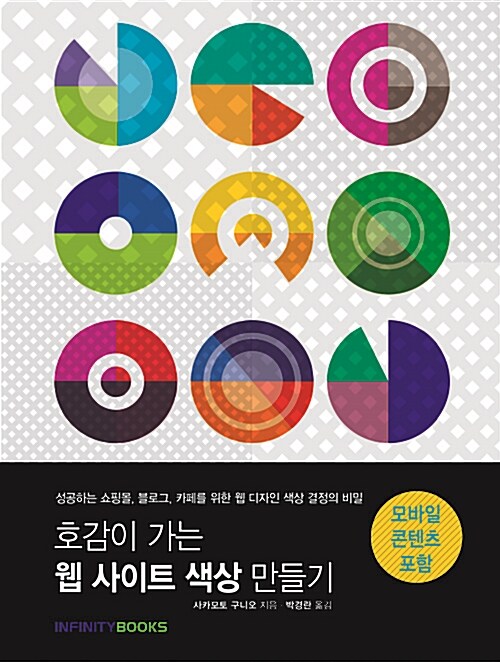 성공하는 쇼핑몰, 블로그, 카페를 위한 웹 디자인 색상 결정의 비밀
호감이 가는
웹 사이트 색상 만들기
사카모토 구니오 지음 · 박경란 옮김
모바일
콘텐츠
포함
INFINITYBOOKS